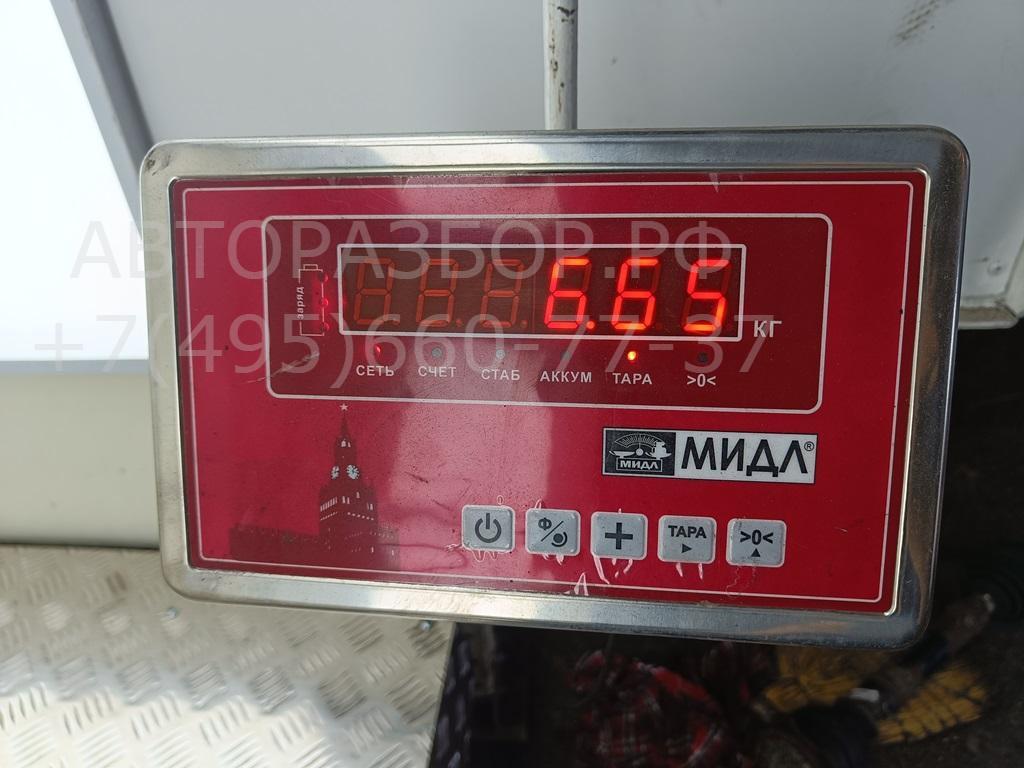 АВТОРАЗБОР.РФ
+7(495)660-77-37
заряд
6.65
КГ
СЕТЬ СЧЕТ СТАБ АККУМ ТАРА >0<
МИДЛ МИДЛ®
Ф + ТАРА >0<